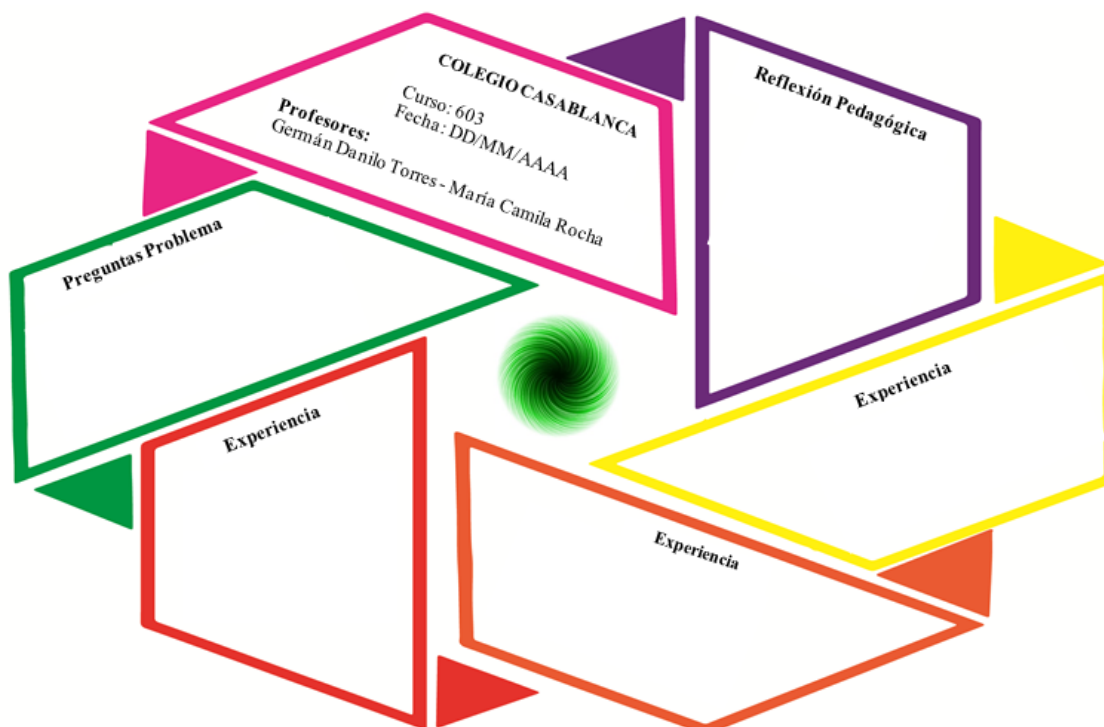 COLEGIO CASABLANCA
Curso: 603
Fecha: DD/MM/AAAA
Profesores:
Germán Danilo Torres - María Camila Rocha
Reflexión Pedagógica
Preguntas Problema
Experiencia
Experiencia
Experiencia